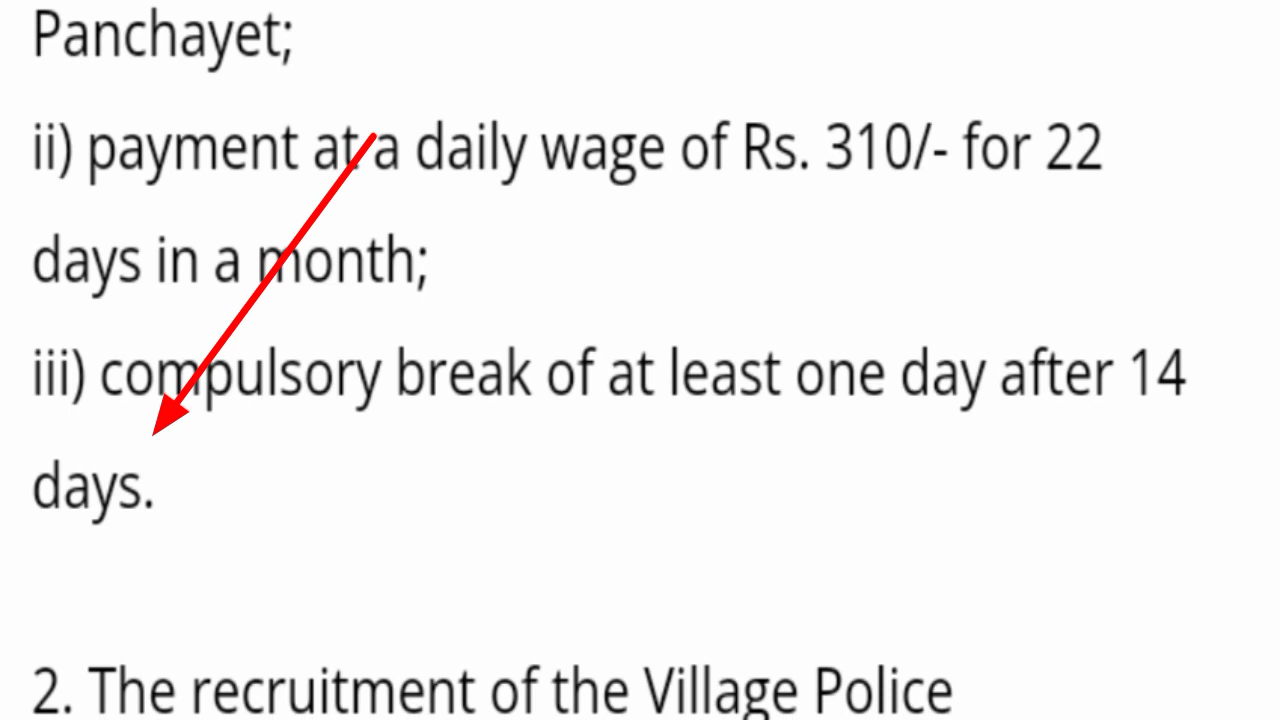 Panchayet;
ii) payment at a daily wage of Rs. 310/- for 22
days in a month;
iii) compulsory break of at least one day after 14
days.
2. The recruitment of the Village Police